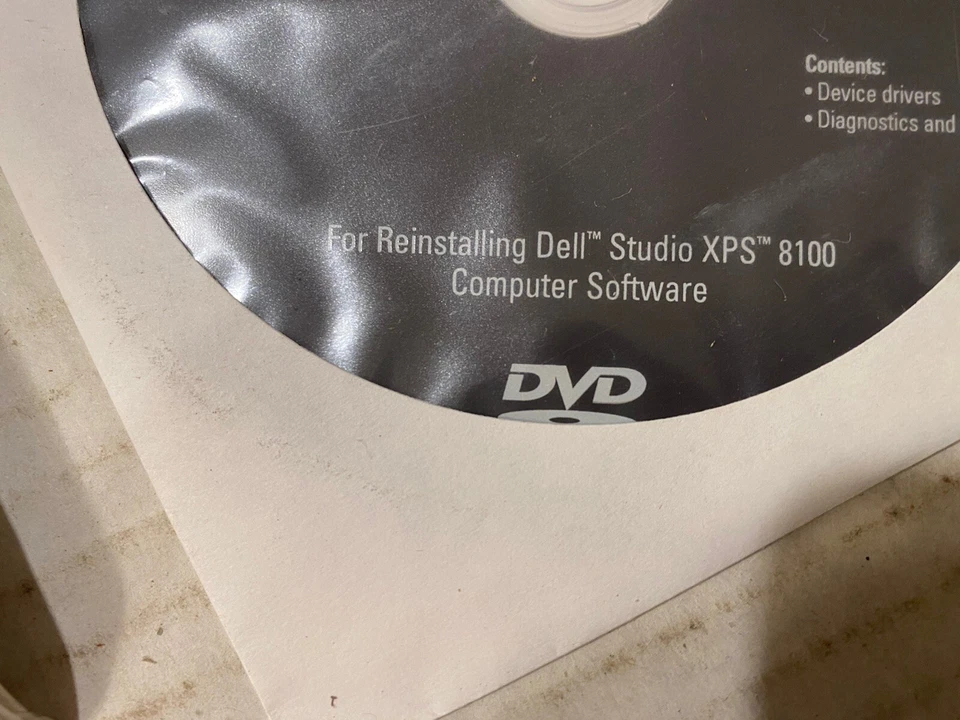 Contents:
• Device drivers
• Diagnostics and
For Reinstalling Dell™ Studio XPS™ 8100
Computer Software
DVD